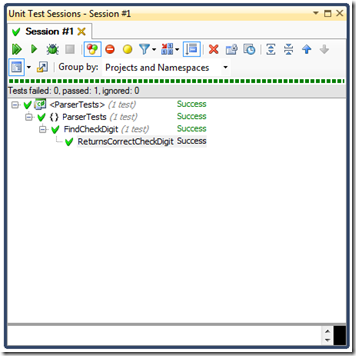 Unit Test Sessions - Session #1
Session #1
Group by: Projects and Namespaces
Tests failed: 0, passed: 1, ignored: 0
<ParserTests> (1 test) Success
{} ParserTests (1 test) Success
FindCheckDigit (1 test) Success
ReturnsCorrectCheckDigit Success